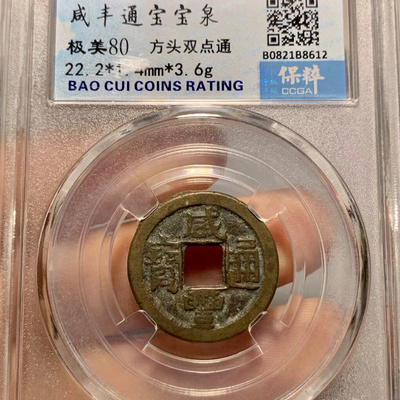 咸丰通宝宝泉
极美80 方头双点通
22.2*1.4mm*3.6g
BAO CUI COINS RATING
B0821B8612
保粹
CCGA
咸豐通寶